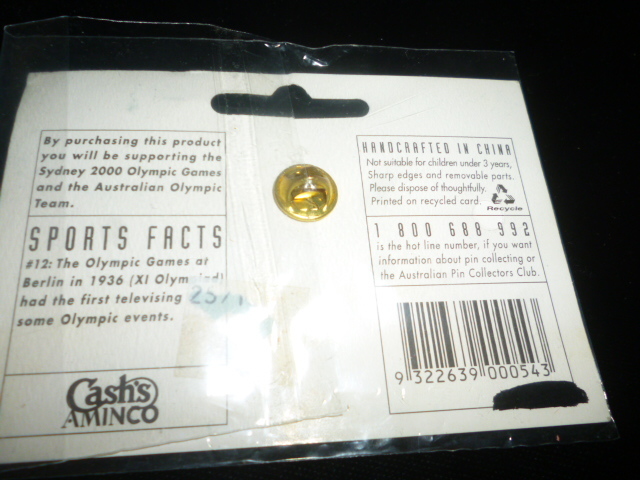 By purchasing this product
you will be supporting the
Sydney 2000 Olympic Games
and the Australian Olympic
Team.
SPORTS FACTS
#12: The Olympic Games at
Berlin in 1936 (XI
had the first televising
some Olympic events.
Cash's
AMINCO
HANDCRAFTED IN CHINA
Not suitable for children under 3 years,
Sharp edges and removable parts.
Please dispose of thoughtfully.
Printed on recycled card.
Recycle
1 800 688 992
is the hot line number, if you want
information about pin collecting or
the Australian Pin Collectors Club.
9 322639 000543